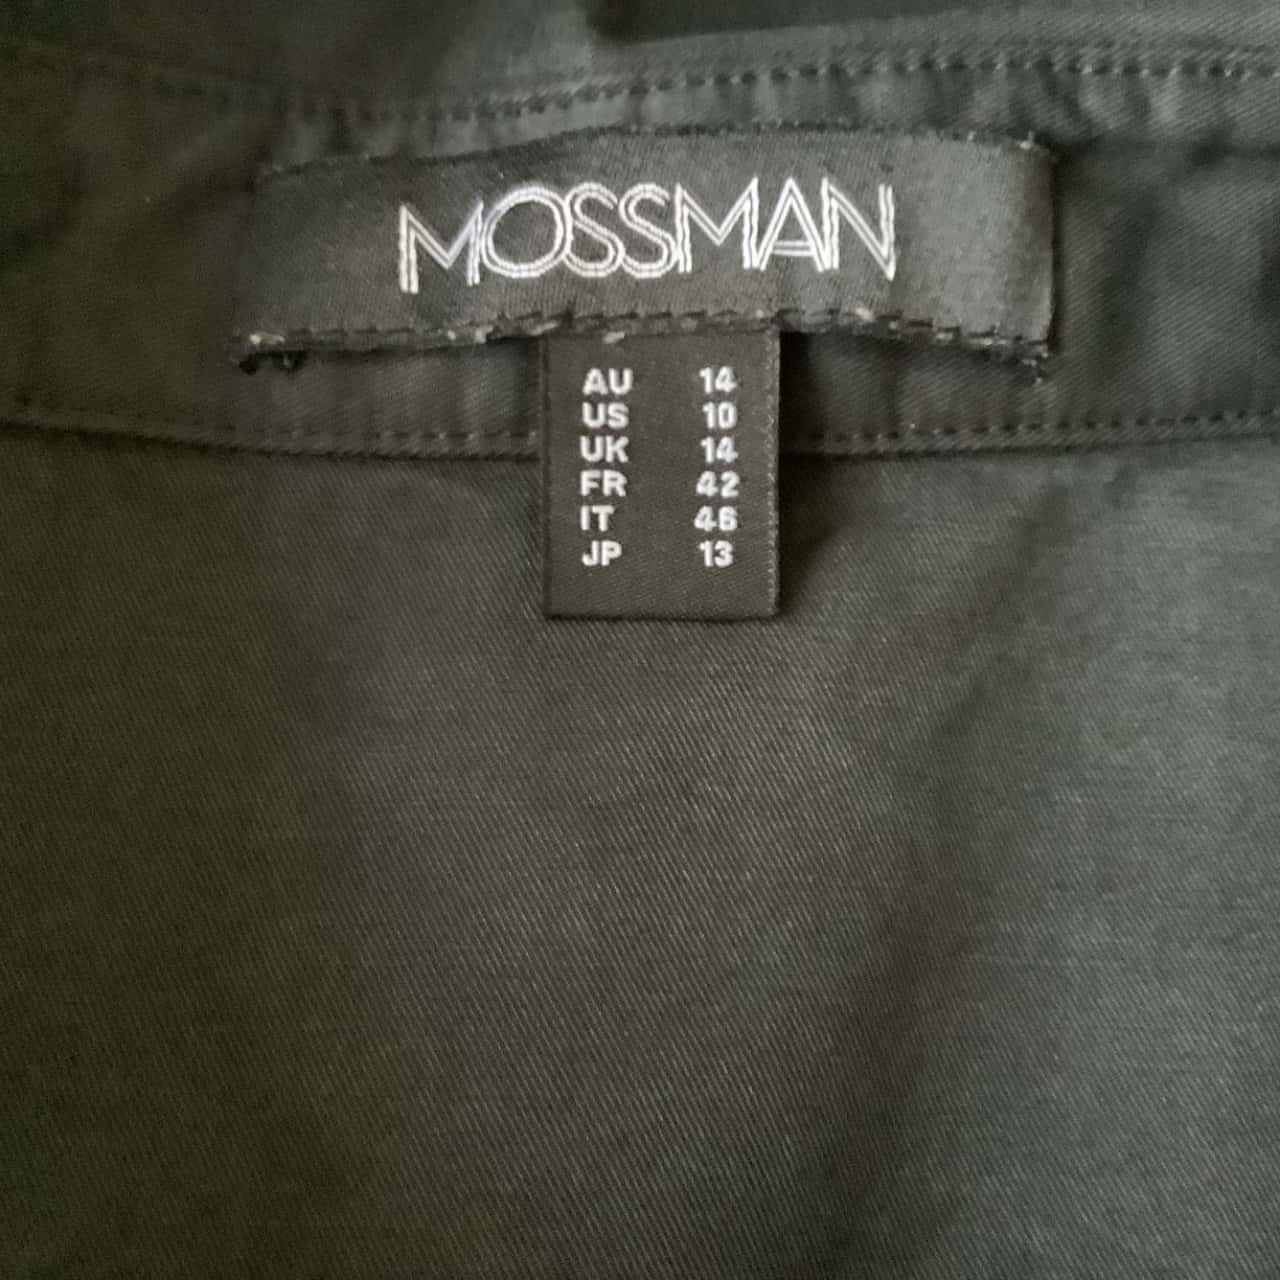 MOSSMAN
AU 14
US 10
UK 14
FR 42
IT 46
JP 13